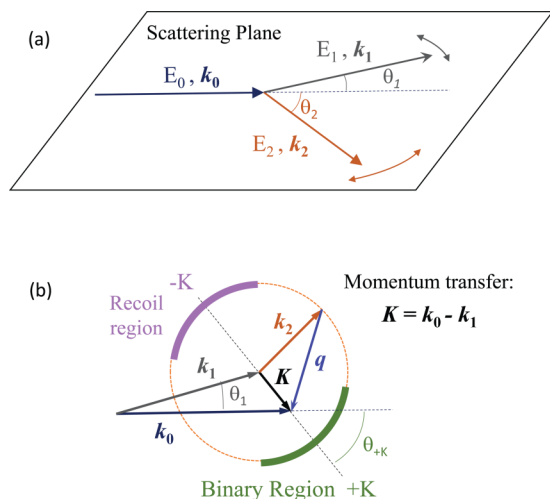 (a)
Scattering Plane
E₀ , k₀
E₁ , k₁
θ₁
θ₂
E₂ , k₂
(b)
-K
Recoil
region
Momentum transfer:
K = k₀ - k₁
k₂
k₁
K
q
θ₁
k₀
θ₊K
Binary Region +K